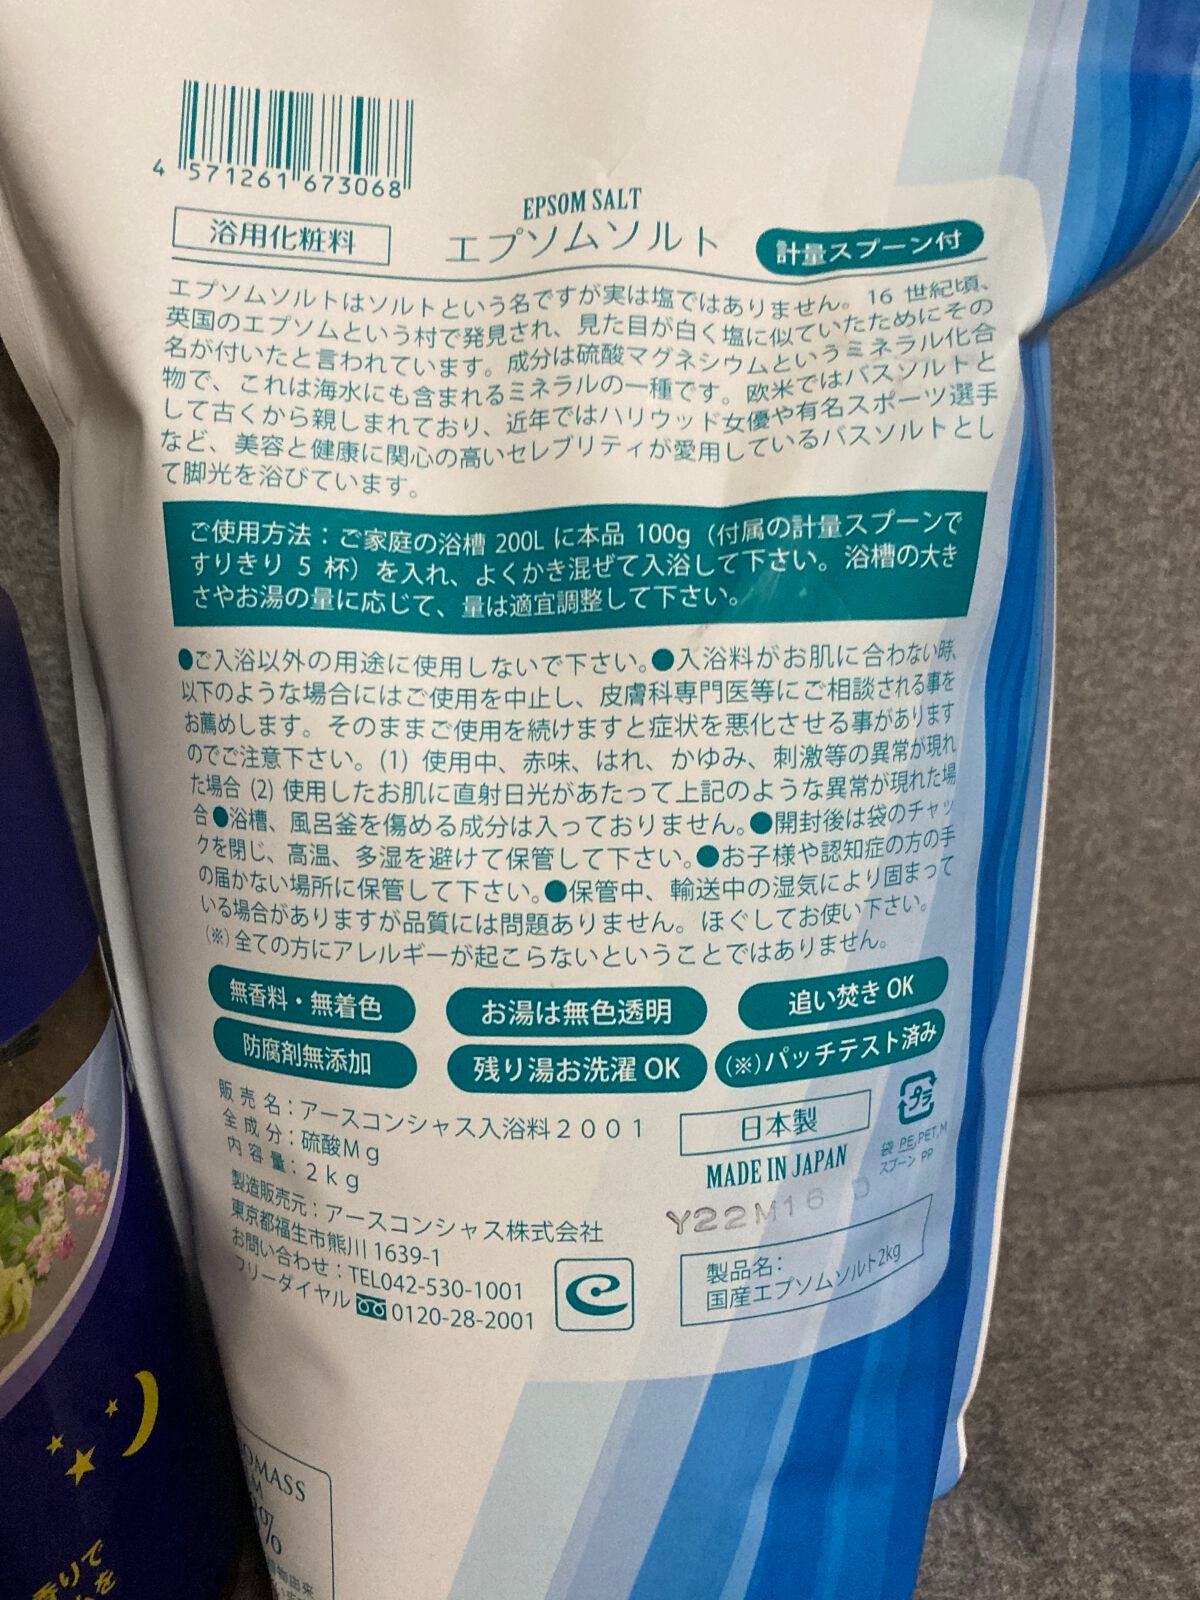 4 571261 673068
EPSOM SALT
浴用化粧料
エプソムソルト
計量スプーン付
エプソムソルトはソルトという名ですが実は塩ではありません。16 世紀頃、
英国のエプソムという村で発見され、見た目が白く塩に似ていたためにその
名が付いたと言われています。成分は硫酸マグネシウムというミネラル化合
物で、これは海水にも含まれるミネラルの一種です。欧米ではバスソルトと
して古くから親しまれており、近年ではハリウッド女優や有名スポーツ選手
など、美容と健康に関心の高いセレブリティが愛用しているバスソルトとし
て脚光を浴びています。
ご使用方法：ご家庭の浴槽 200L に本品 100g（付属の計量スプーンで
すりきり 5 杯）を入れ、よくかき混ぜて入浴して下さい。浴槽の大き
さやお湯の量に応じて、量は適宜調整して下さい。
●ご入浴以外の用途に使用しないで下さい。●入浴料がお肌に合わない時、
以下のような場合にはご使用を中止し、皮膚科専門医等にご相談される事を
お薦めします。そのままご使用を続けますと症状を悪化させる事があります
のでご注意下さい。(1) 使用中、赤味、はれ、かゆみ、刺激等の異常が現れ
た場合 (2) 使用したお肌に直射日光があたって上記のような異常が現れた場
合●浴槽、風呂釜を傷める成分は入っておりません。●開封後は袋のチャッ
クを閉じ、高温、多湿を避けて保管して下さい。●お子様や認知症の方の手
の届かない場所に保管して下さい。●保管中、輸送中の湿気により固まって
いる場合がありますが品質には問題ありません。ほぐしてお使い下さい。
(※) 全ての方にアレルギーが起こらないということではありません。
無香料・無着色
お湯は無色透明
追い焚き OK
防腐剤無添加
残り湯お洗濯 OK
(※)パッチテスト済み
販売名：アースコンシャス入浴料２００１
全成分：硫酸Ｍｇ
内容量：２ｋｇ
製造販売元：アースコンシャス株式会社
東京都福生市熊川 1639-1
お問い合わせ：TEL042-530-1001
フリーダイヤル 0120-28-2001
日本製
MADE IN JAPAN
プラ
袋 PE,PET,M
スプーン PP
Y22M16
製品名：
国産エプソムソルト2kg
OMASS
%
由来
香りで
を